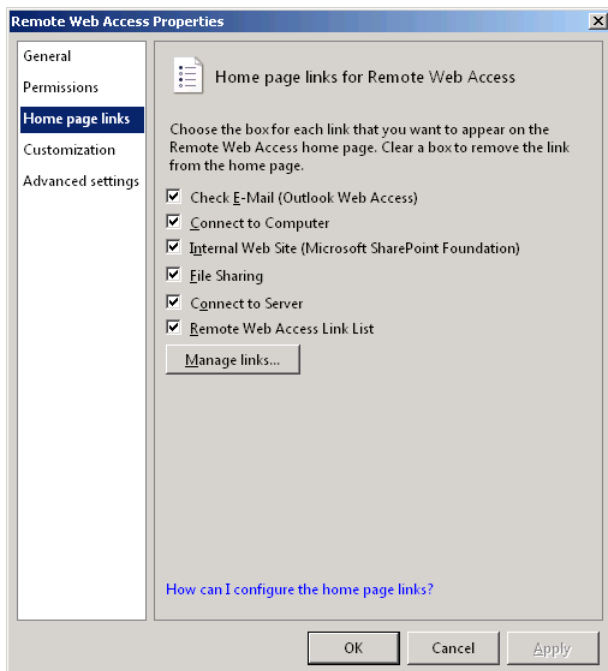 Remote Web Access Properties
General
Permissions
Home page links
Customization
Advanced settings
Home page links for Remote Web Access
Choose the box for each link that you want to appear on the
Remote Web Access home page. Clear a box to remove the link
from the home page.
Check E-Mail (Outlook Web Access)
Connect to Computer
Internal Web Site (Microsoft SharePoint Foundation)
File Sharing
Connect to Server
Remote Web Access Link List
Manage links...
How can I configure the home page links?
OK
Cancel
Apply